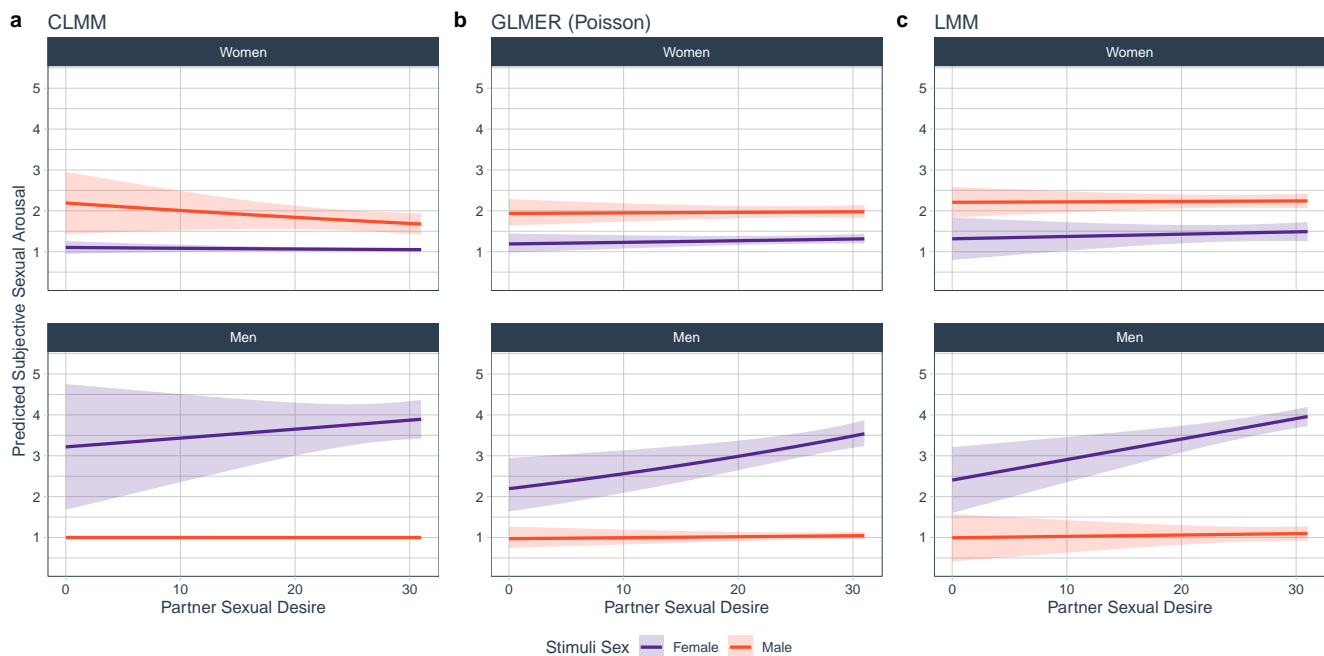 a CLMM
b GLMER (Poisson)
c LMM
Women
Women
Women
5
4
3
2
1
5
4
3
2
1
5
4
3
2
1
Predicted Subjective Sexual Arousal
Men
Men
Men
5
4
3
2
1
5
4
3
2
1
5
4
3
2
1
0 10 20 30
0 10 20 30
0 10 20 30
Partner Sexual Desire
Partner Sexual Desire
Partner Sexual Desire
Stimuli Sex Female Male